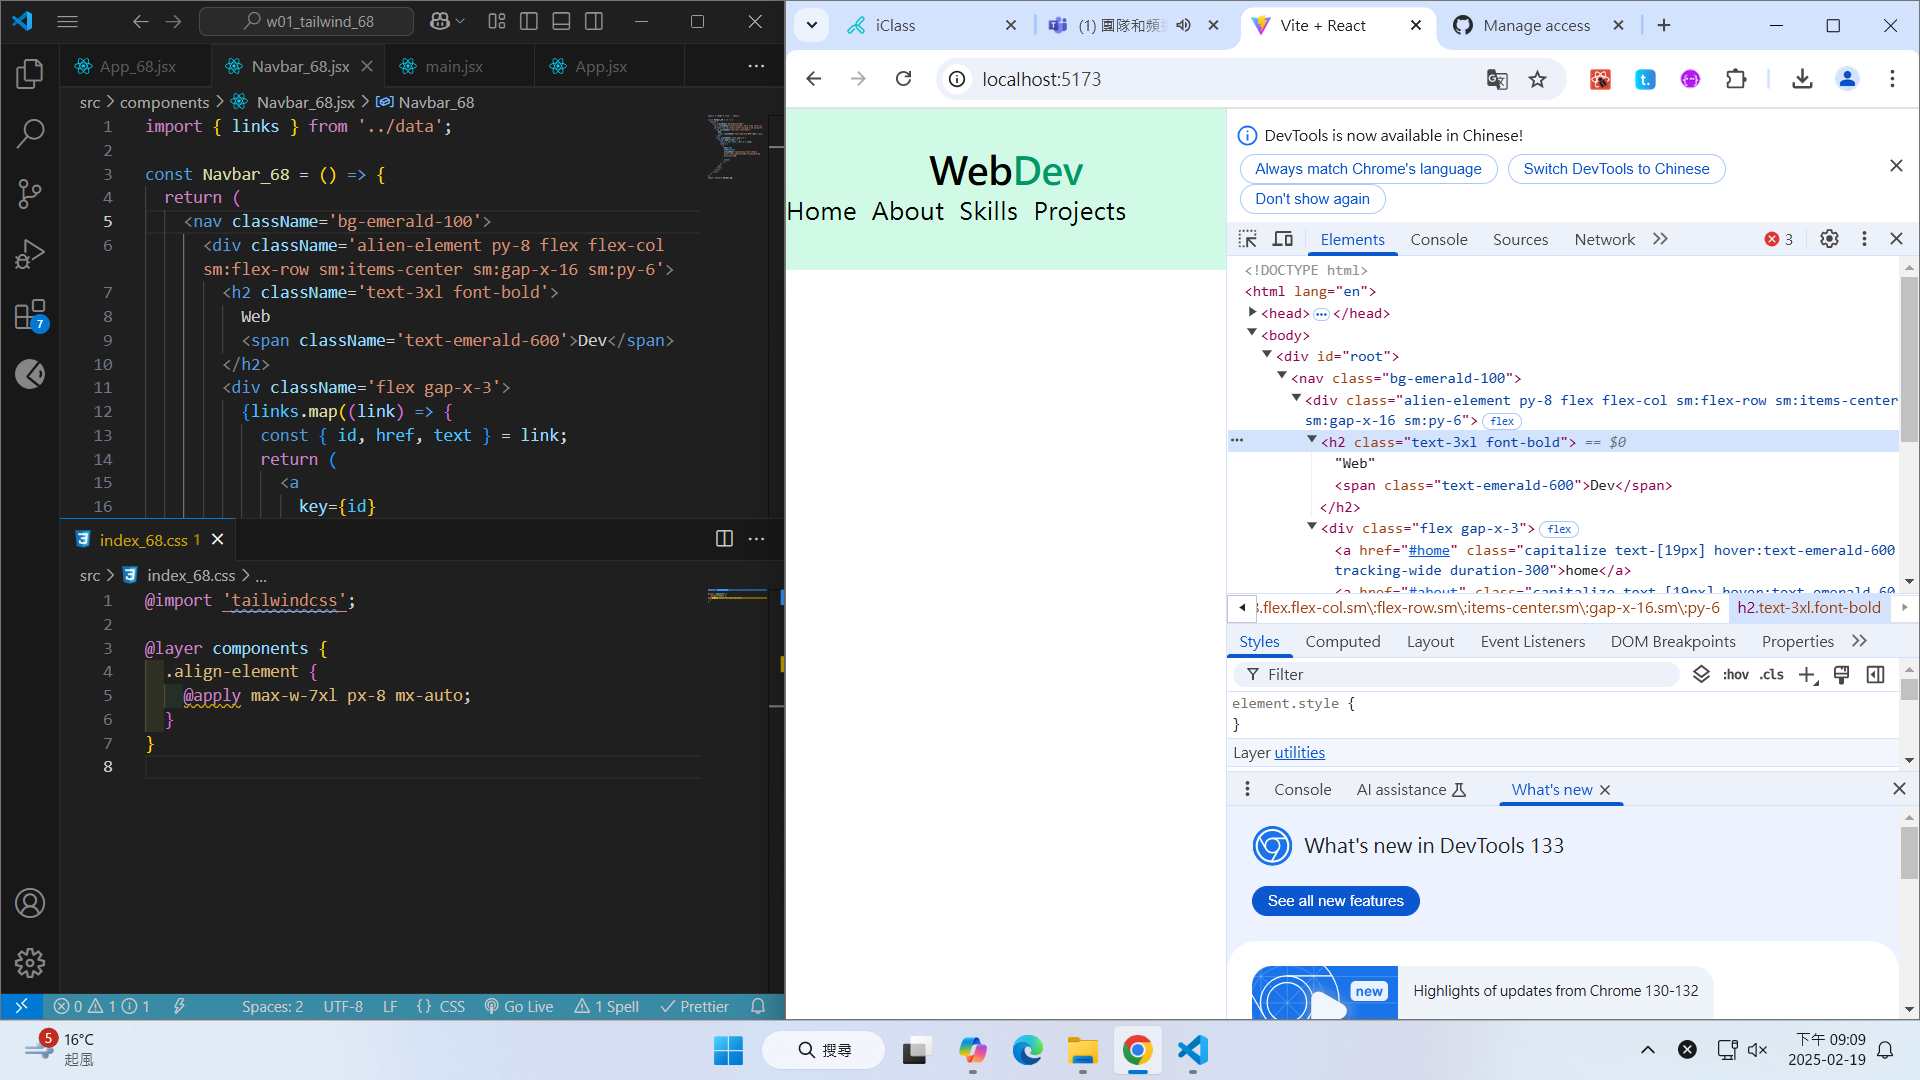 w01_tailwind_68
App_68.jsx
Navbar_68.jsx
main.jsx
App.jsx
src > components > Navbar_68.jsx > Navbar_68
1 import { links } from '../data';
2
3 const Navbar_68 = () => {
4 return (
5 <nav className='bg-emerald-100'>
6 <div className='alien-element py-8 flex flex-col
sm:flex-row sm:items-center sm:gap-x-16 sm:py-6'>
7 <h2 className='text-3xl font-bold'>
8 Web
9 <span className='text-emerald-600'>Dev</span>
10 </h2>
11 <div className='flex gap-x-3'>
12 {links.map((link) => {
13 const { id, href, text } = link;
14 return (
15 <a
16 key={id}
7
index_68.css 1
src > index_68.css > ...
1 @import 'tailwindcss';
2
3 @layer components {
4 .align-element {
5 @apply max-w-7xl px-8 mx-auto;
6 }
7 }
8
0 1 1 Spaces: 2 UTF-8 LF {} CSS Go Live 1 Spell Prettier
iClass
(1) 團隊和頻
Vite + React
Manage access
localhost:5173
WebDev
Home About Skills Projects
DevTools is now available in Chinese!
Always match Chrome's language
Switch DevTools to Chinese
Don't show again
Elements Console Sources Network 3
<!DOCTYPE html>
<html lang="en">
<head> </head>
<body>
<div id="root">
<nav class="bg-emerald-100">
<div class="alien-element py-8 flex flex-col sm:flex-row sm:items-center
sm:gap-x-16 sm:py-6"> flex
<h2 class="text-3xl font-bold"> == $0
"Web"
<span class="text-emerald-600">Dev</span>
</h2>
<div class="flex gap-x-3"> flex
<a href="#home" class="capitalize text-[19px] hover:text-emerald-600
tracking-wide duration-300">home</a>
<a href="#about" class="capitalize text-[19px] hover:text-emerald-60
.flex.flex-col.sm\:flex-row.sm\:items-center.sm\:gap-x-16.sm\:py-6 h2.text-3xl.font-bold
Styles Computed Layout Event Listeners DOM Breakpoints Properties
Filter :hov .cls
element.style {
}
Layer utilities
Console AI assistance What's new
What's new in DevTools 133
See all new features
new
Highlights of updates from Chrome 130-132
5
16°C
起風
搜尋
下午 09:09
2025-02-19